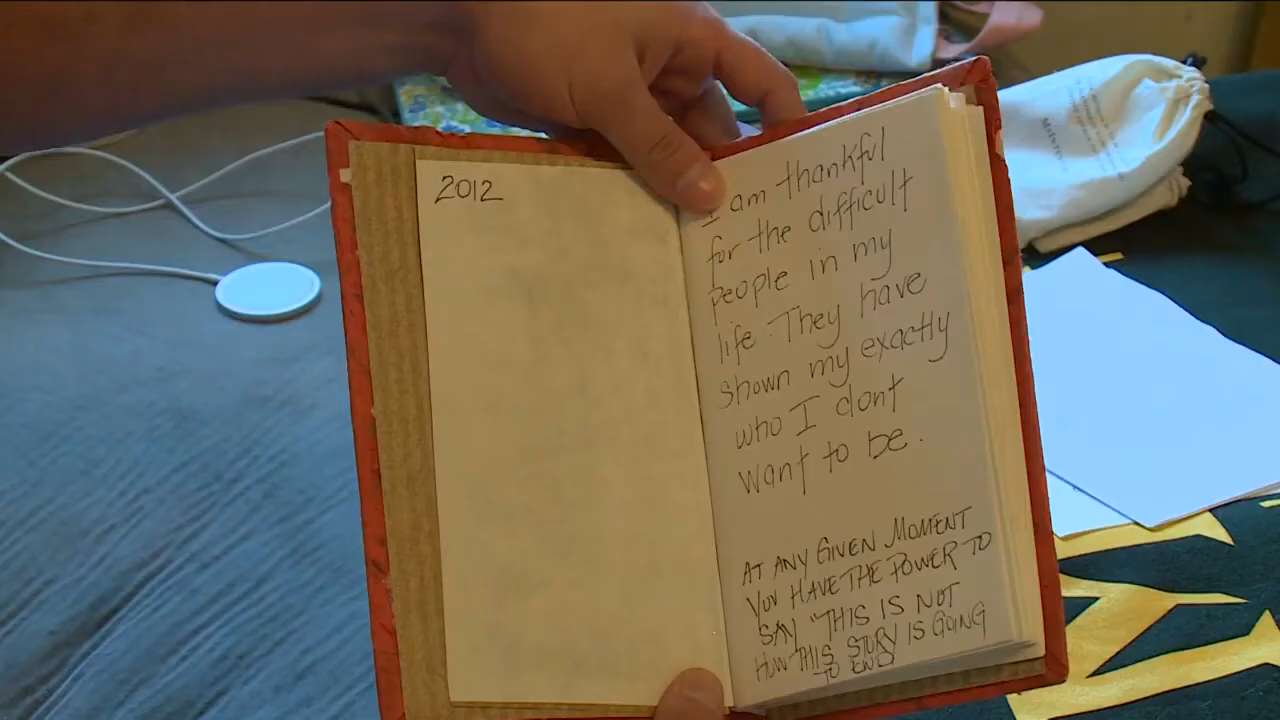 2012
I am thankful
for the difficult
people in my
life. They have
shown my exactly
who I dont
want to be.
AT ANY GIVEN MOMENT
YOU HAVE THE POWER TO
SAY "THIS IS NOT
HOW THIS STORY IS GOING
TO END